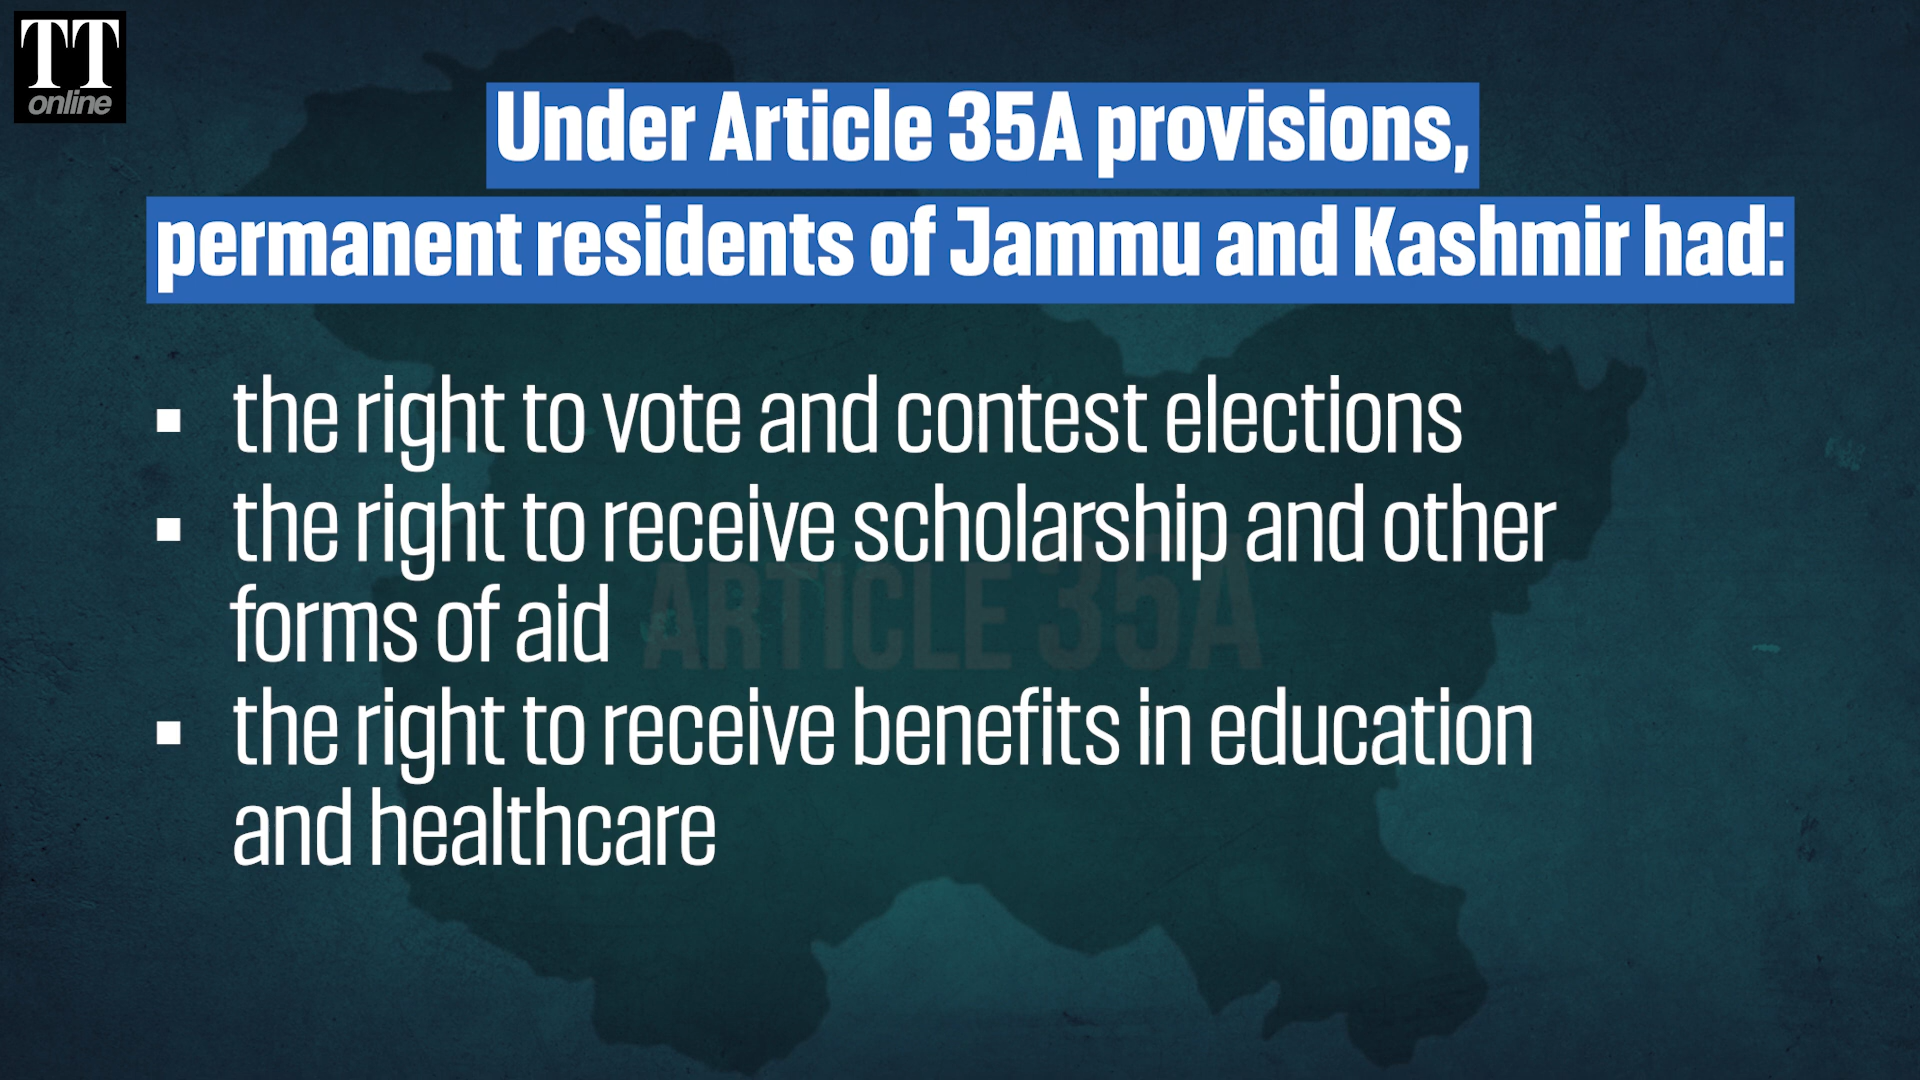 TT
online
Under Article 35A provisions,
permanent residents of Jammu and Kashmir had:
▪ the right to vote and contest elections
▪ the right to receive scholarship and other
forms of aid
ARTICLE 35A
▪ the right to receive benefits in education
and healthcare